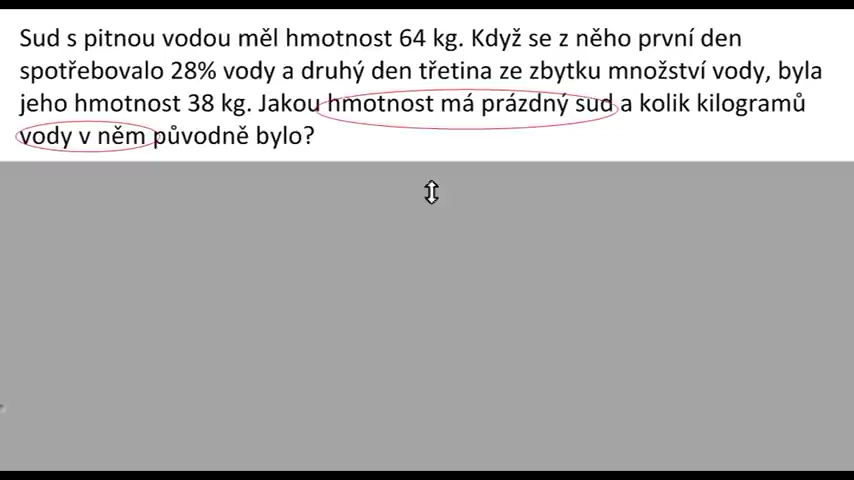 Sud s pitnou vodou měl hmotnost 64 kg. Když se z něho první den
spotřebovalo 28% vody a druhý den třetina ze zbytku množství vody, byla
jeho hmotnost 38 kg. Jakou hmotnost má prázdný sud a kolik kilogramů
vody v něm původně bylo?